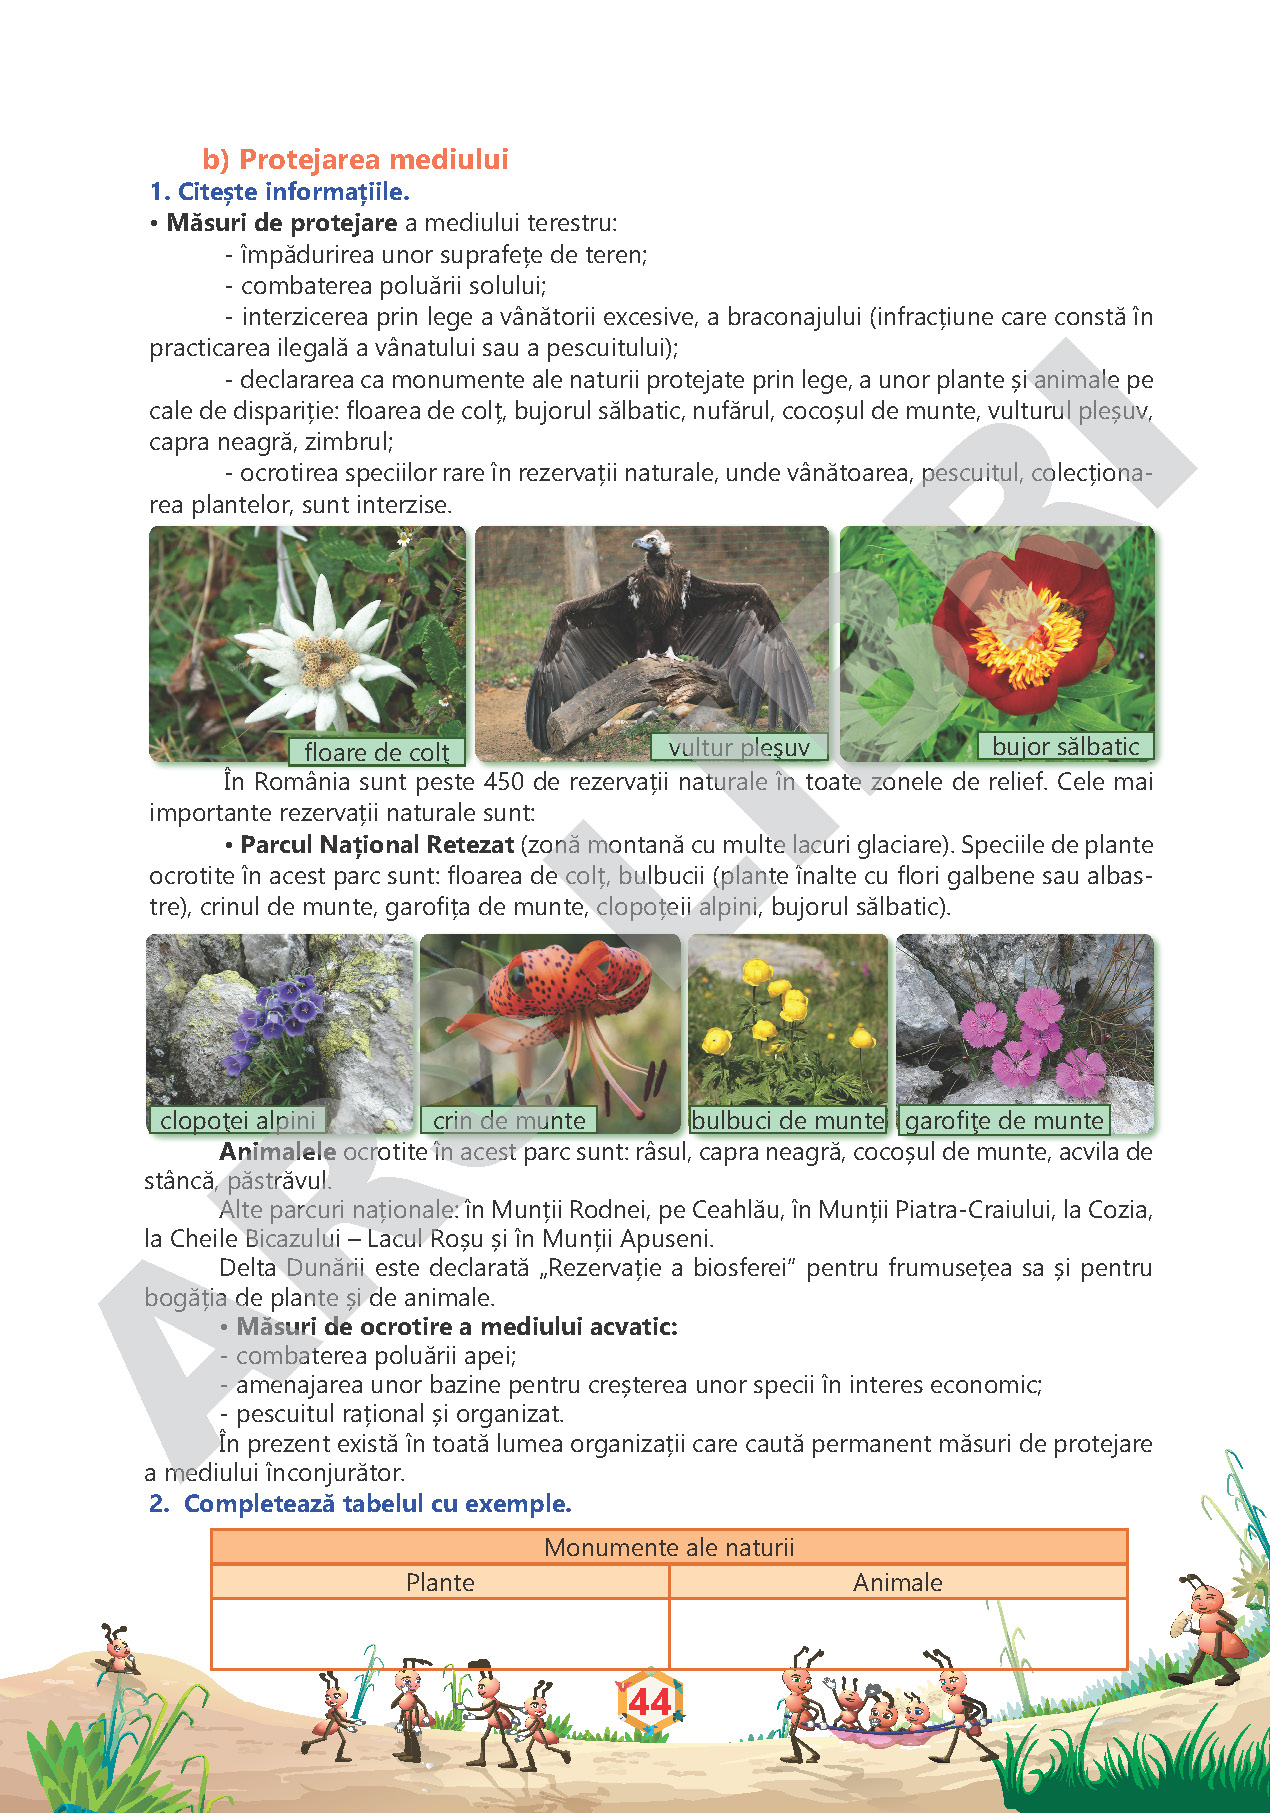 b) Protejarea mediului
1. Citește informațiile.
• Măsuri de protejare a mediului terestru:
- împădurirea unor suprafețe de teren;
- combaterea poluării solului;
- interzicerea prin lege a vânătorii excesive, a braconajului (infracțiune care constă în
practicarea ilegală a vânatului sau a pescuitului);
- declararea ca monumente ale naturii protejate prin lege, a unor plante și animale pe
cale de dispariție: floarea de colț, bujorul sălbatic, nufărul, cocoșul de munte, vulturul pleșuv,
capra neagră, zimbrul;
- ocrotirea speciilor rare în rezervații naturale, unde vânătoarea, pescuitul, colecționa-
rea plantelor, sunt interzise.
floare de colţ
vultur pleşuv
bujor sălbatic
În România sunt peste 450 de rezervații naturale în toate zonele de relief. Cele mai
importante rezervații naturale sunt:
• Parcul Național Retezat (zonă montană cu multe lacuri glaciare). Speciile de plante
ocrotite în acest parc sunt: floarea de colț, bulbucii (plante înalte cu flori galbene sau albas-
tre), crinul de munte, garofița de munte, clopoțeii alpini, bujorul sălbatic).
clopoţei alpini
crin de munte
bulbuci de munte
garofiţe de munte
Animalele ocrotite în acest parc sunt: râsul, capra neagră, cocoșul de munte, acvila de
stâncă, păstrăvul.
Alte parcuri naționale: în Munții Rodnei, pe Ceahlău, în Munții Piatra-Craiului, la Cozia,
la Cheile Bicazului – Lacul Roșu și în Munții Apuseni.
Delta Dunării este declarată „Rezervație a biosferei” pentru frumusețea sa și pentru
bogăția de plante și de animale.
• Măsuri de ocrotire a mediului acvatic:
- combaterea poluării apei;
- amenajarea unor bazine pentru creșterea unor specii în interes economic;
- pescuitul rațional și organizat.
În prezent există în toată lumea organizații care caută permanent măsuri de protejare
a mediului înconjurător.
2. Completează tabelul cu exemple.
Monumente ale naturii
Plante
Animale
44
ARS LIBRI